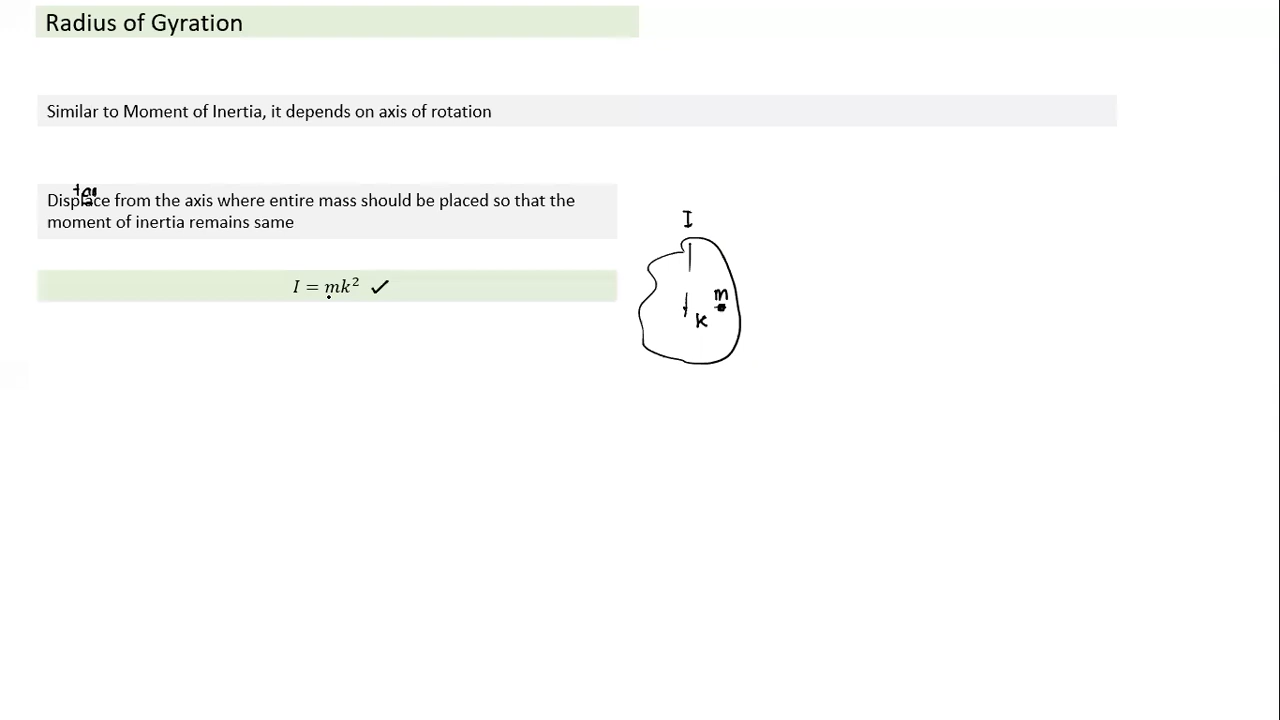 Radius of Gyration
Similar to Moment of Inertia, it depends on axis of rotation
Displace from the axis where entire mass should be placed so that the
moment of inertia remains same
I = mk² ✓
I
m
K